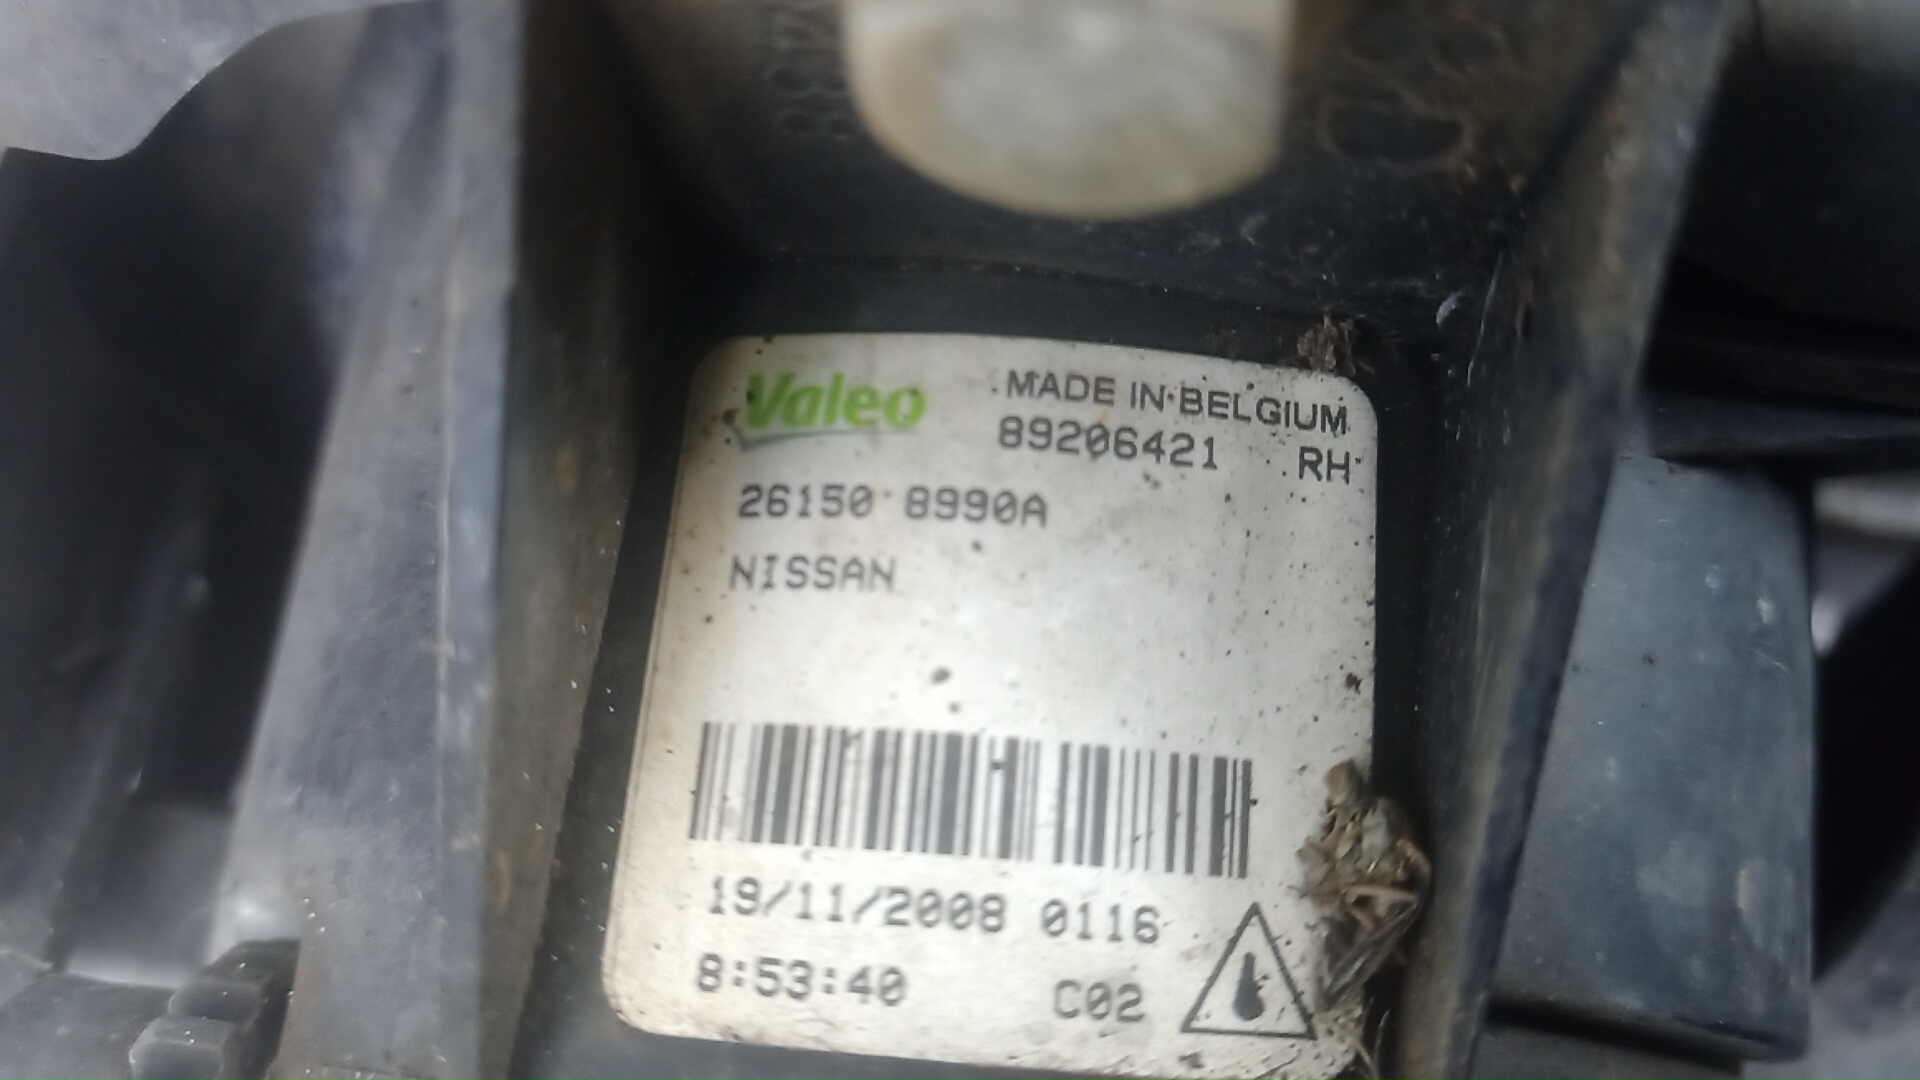 Valeo
MADE IN BELGIUM
89206421 RH
26150 8990A
NISSAN
19/11/2008 0116
8:53:40 C02